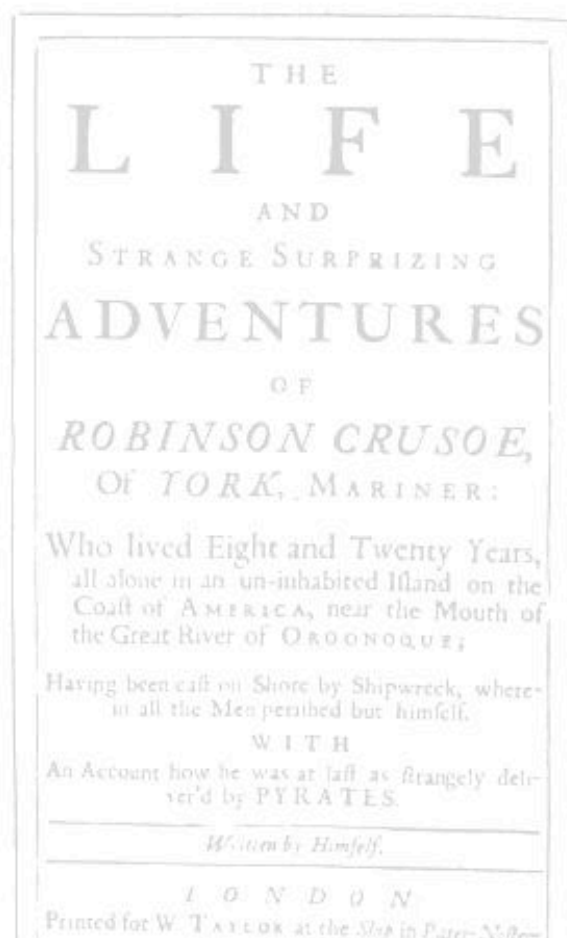 THE
LIFE
AND
STRANGE SURPRIZING
ADVENTURES
OF
ROBINSON CRUSOE,
Of YORK, MARINER:
Who lived Eight and Twenty Years,
all alone in an un-inhabited Iſland on the
Coaſt of AMERICA, near the Mouth of
the Great River of OROONOQUE;
Having been caſt on Shore by Shipwreck, where-
in all the Men periſhed but himſelf.
WITH
An Account how he was at laſt as ſtrangely deli-
ver'd by PYRATES.
Written by Himſelf.
LONDON
Printed for W. TAYLOR at the Ship in Pater-Noſter-